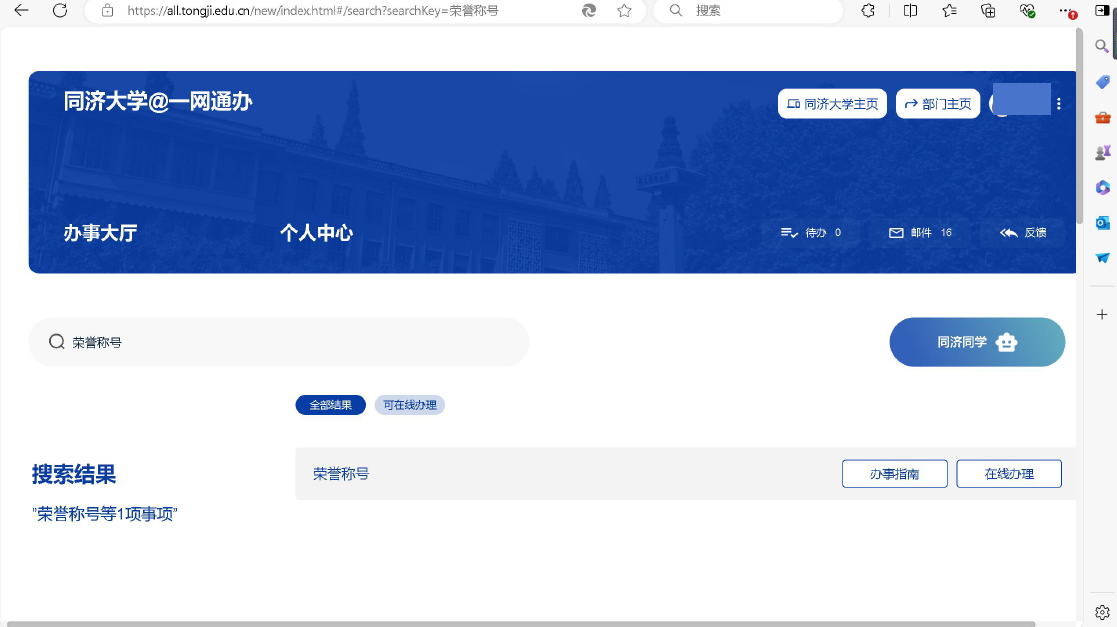 https://all.tongji.edu.cn/new/index.html#/search?searchKey=荣誉称号
搜索
同济大学@一网通办
同济大学主页
部门主页
办事大厅
个人中心
待办 0
邮件 16
反馈
荣誉称号
同济同学
全部结果
可在线办理
搜索结果
荣誉称号
办事指南
在线办理
"荣誉称号等1项事项"